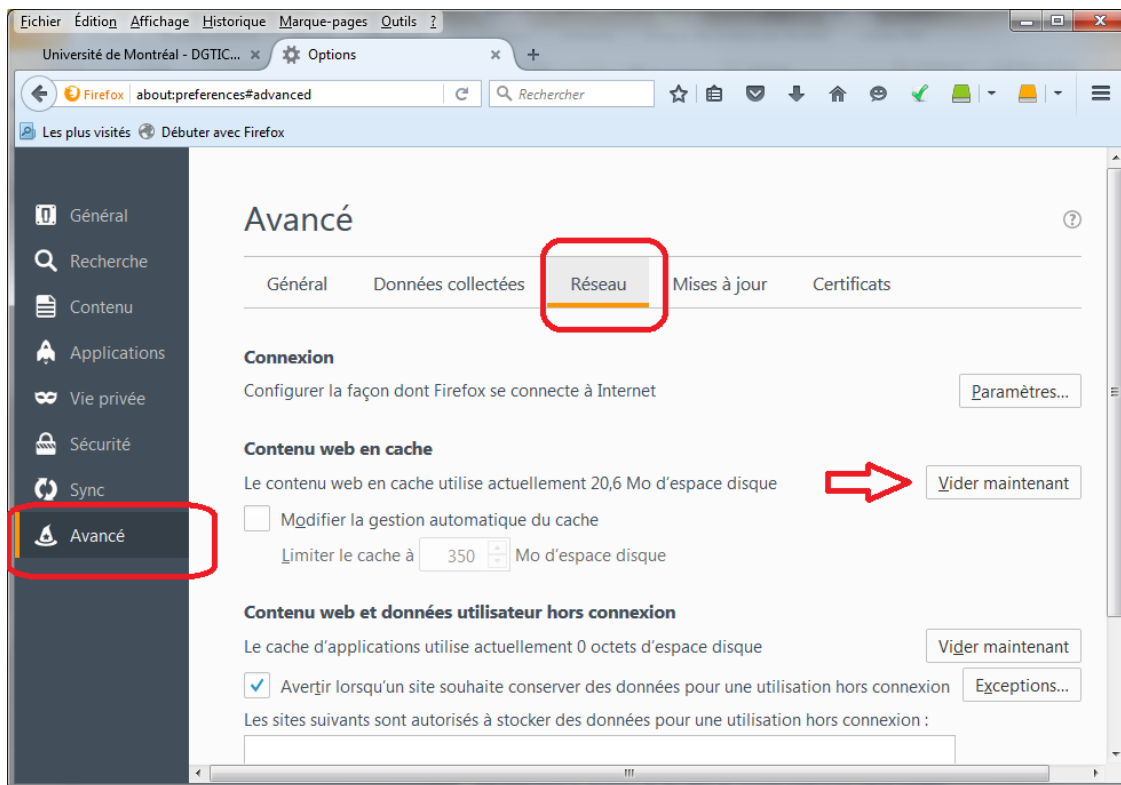 Fichier Édition Affichage Historique Marque-pages Outils ?
Université de Montréal - DGTIC... × Options × +
Firefox about:preferences#advanced Rechercher
Les plus visités Débuter avec Firefox
Général
Recherche
Contenu
Applications
Vie privée
Sécurité
Sync
Avancé
Avancé ?
Général Données collectées Réseau Mises à jour Certificats
Connexion
Configurer la façon dont Firefox se connecte à Internet Paramètres...
Contenu web en cache
Le contenu web en cache utilise actuellement 20,6 Mo d'espace disque Vider maintenant
Modifier la gestion automatique du cache
Limiter le cache à 350 Mo d'espace disque
Contenu web et données utilisateur hors connexion
Le cache d'applications utilise actuellement 0 octets d'espace disque Vider maintenant
Avertir lorsqu'un site souhaite conserver des données pour une utilisation hors connexion Exceptions...
Les sites suivants sont autorisés à stocker des données pour une utilisation hors connexion :